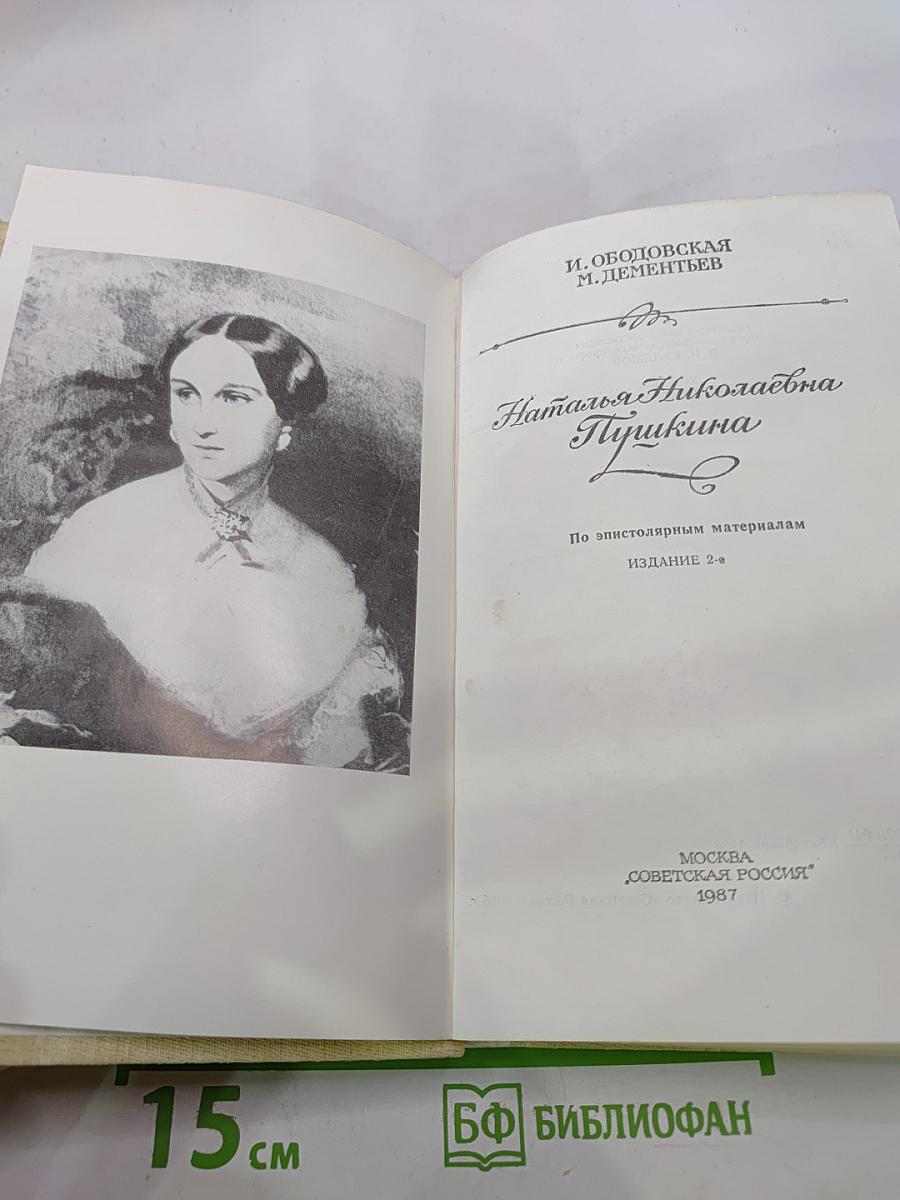 И. ОБОДОВСКАЯ
М. ДЕМЕНТЬЕВ
Наталья Николаевна
Пушкина
По эпистолярным материалам
ИЗДАНИЕ 2-е
МОСКВА
„СОВЕТСКАЯ РОССИЯ"
1987
15 см
БФ БИБЛИОФАН